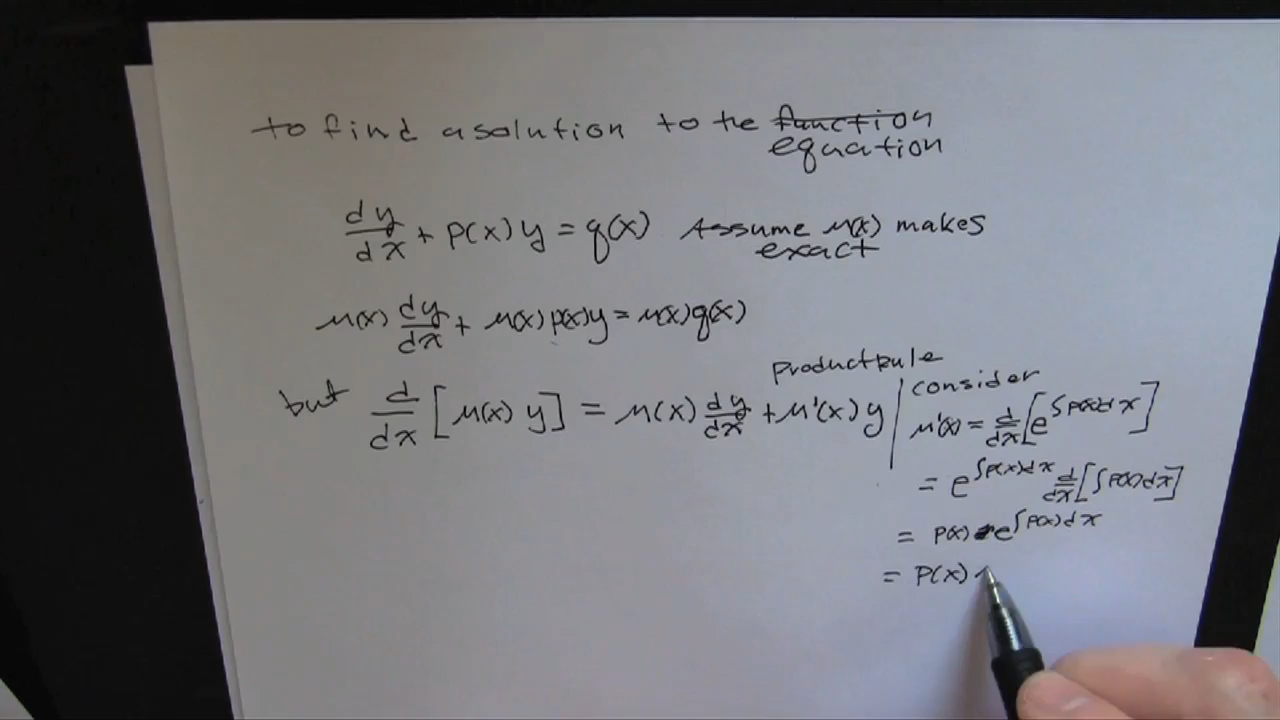 to find a solution to the function
equation
dy/dx + p(x) y = q(x) Assume μ(x) makes
exact
μ(x) dy/dx + μ(x) p(x) y = μ(x) q(x)
product rule
but d/dx [μ(x) y] = μ(x) dy/dx + μ'(x) y
consider
μ'(x) = d/dx [e^∫p(x)dx]
= e^∫p(x)dx d/dx [∫p(x)dx]
= p(x) e^∫p(x)dx
= p(x)